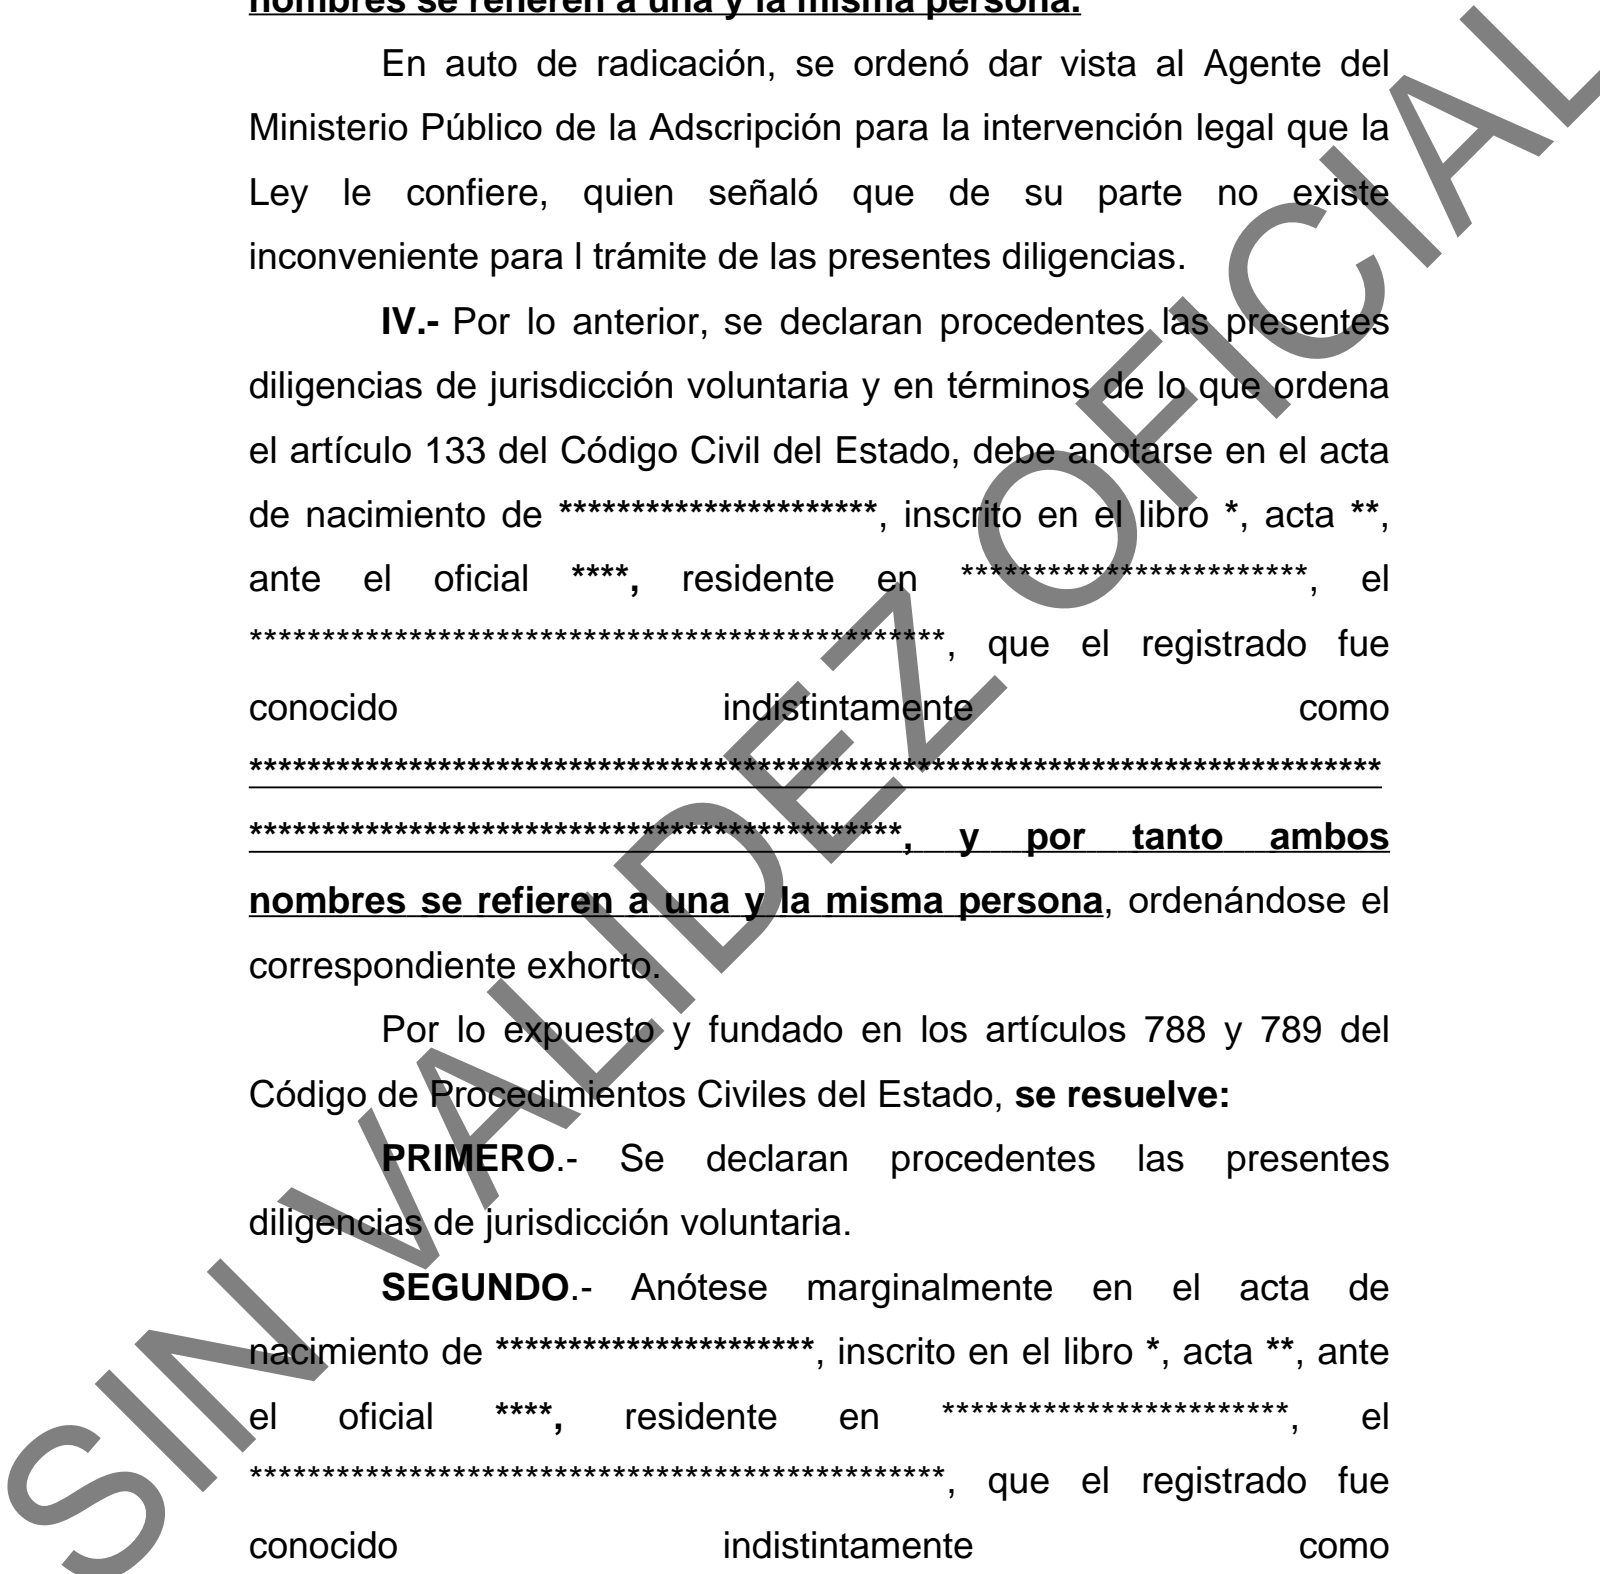 nombres se refieren a una y la misma persona.
En auto de radicación, se ordenó dar vista al Agente del
Ministerio Público de la Adscripción para la intervención legal que la
Ley le confiere, quien señaló que de su parte no existe
inconveniente para l trámite de las presentes diligencias.
IV.- Por lo anterior, se declaran procedentes las presentes
diligencias de jurisdicción voluntaria y en términos de lo que ordena
el artículo 133 del Código Civil del Estado, debe anotarse en el acta
de nacimiento de **********************, inscrito en el libro *, acta **,
ante el oficial ****, residente en ************************, el
************************************************, que el registrado fue
conocido indistintamente como
******************************************************************************
*********************************************, y por tanto ambos
nombres se refieren a una y la misma persona, ordenándose el
correspondiente exhorto.
Por lo expuesto y fundado en los artículos 788 y 789 del
Código de Procedimientos Civiles del Estado, se resuelve:
PRIMERO.- Se declaran procedentes las presentes
diligencias de jurisdicción voluntaria.
SEGUNDO.- Anótese marginalmente en el acta de
nacimiento de **********************, inscrito en el libro *, acta **, ante
el oficial ****, residente en ************************, el
************************************************, que el registrado fue
conocido indistintamente como
SIN VALIDEZ OFICIAL